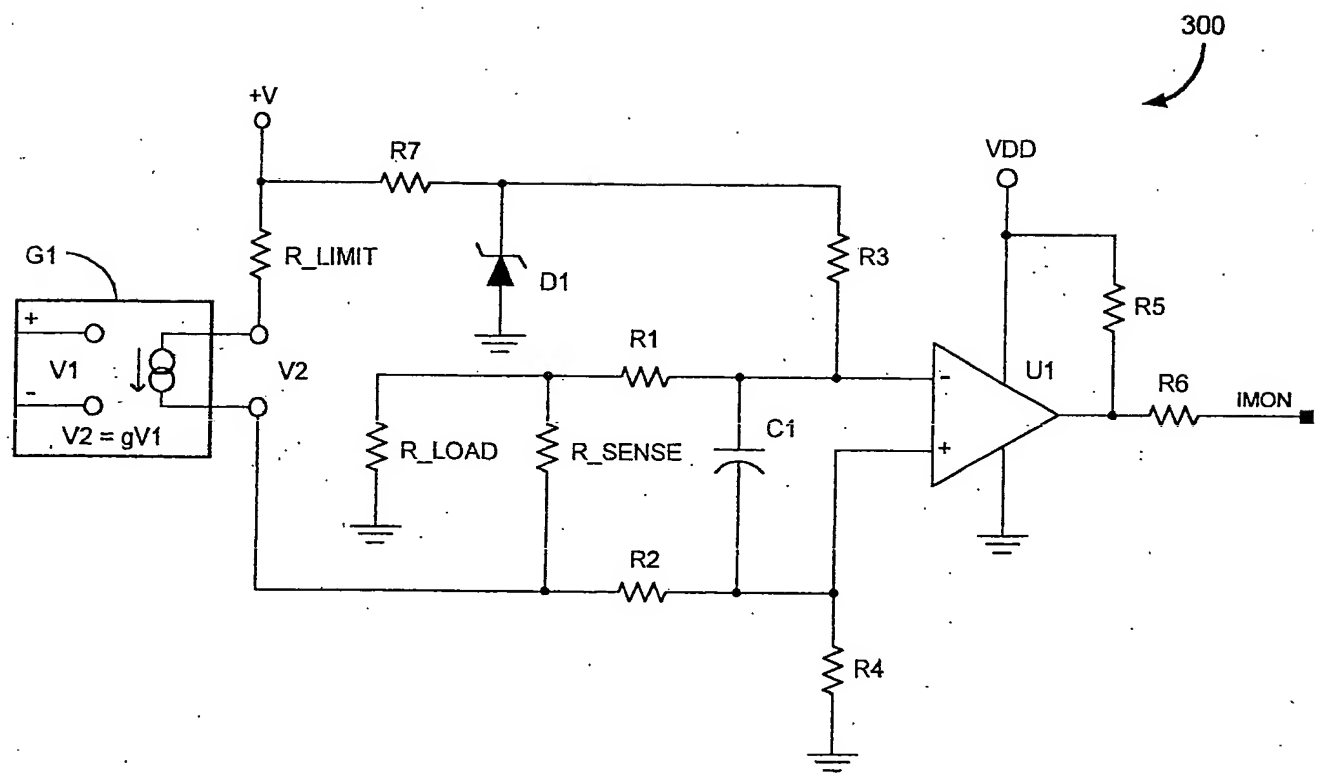 300
+V
R7
VDD
G1
R_LIMIT
D1
R3
R5
+
V1
-
V2 = gV1
V2
R1
-
U1
R6
IMON
R_LOAD
R_SENSE
C1
+
R2
R4